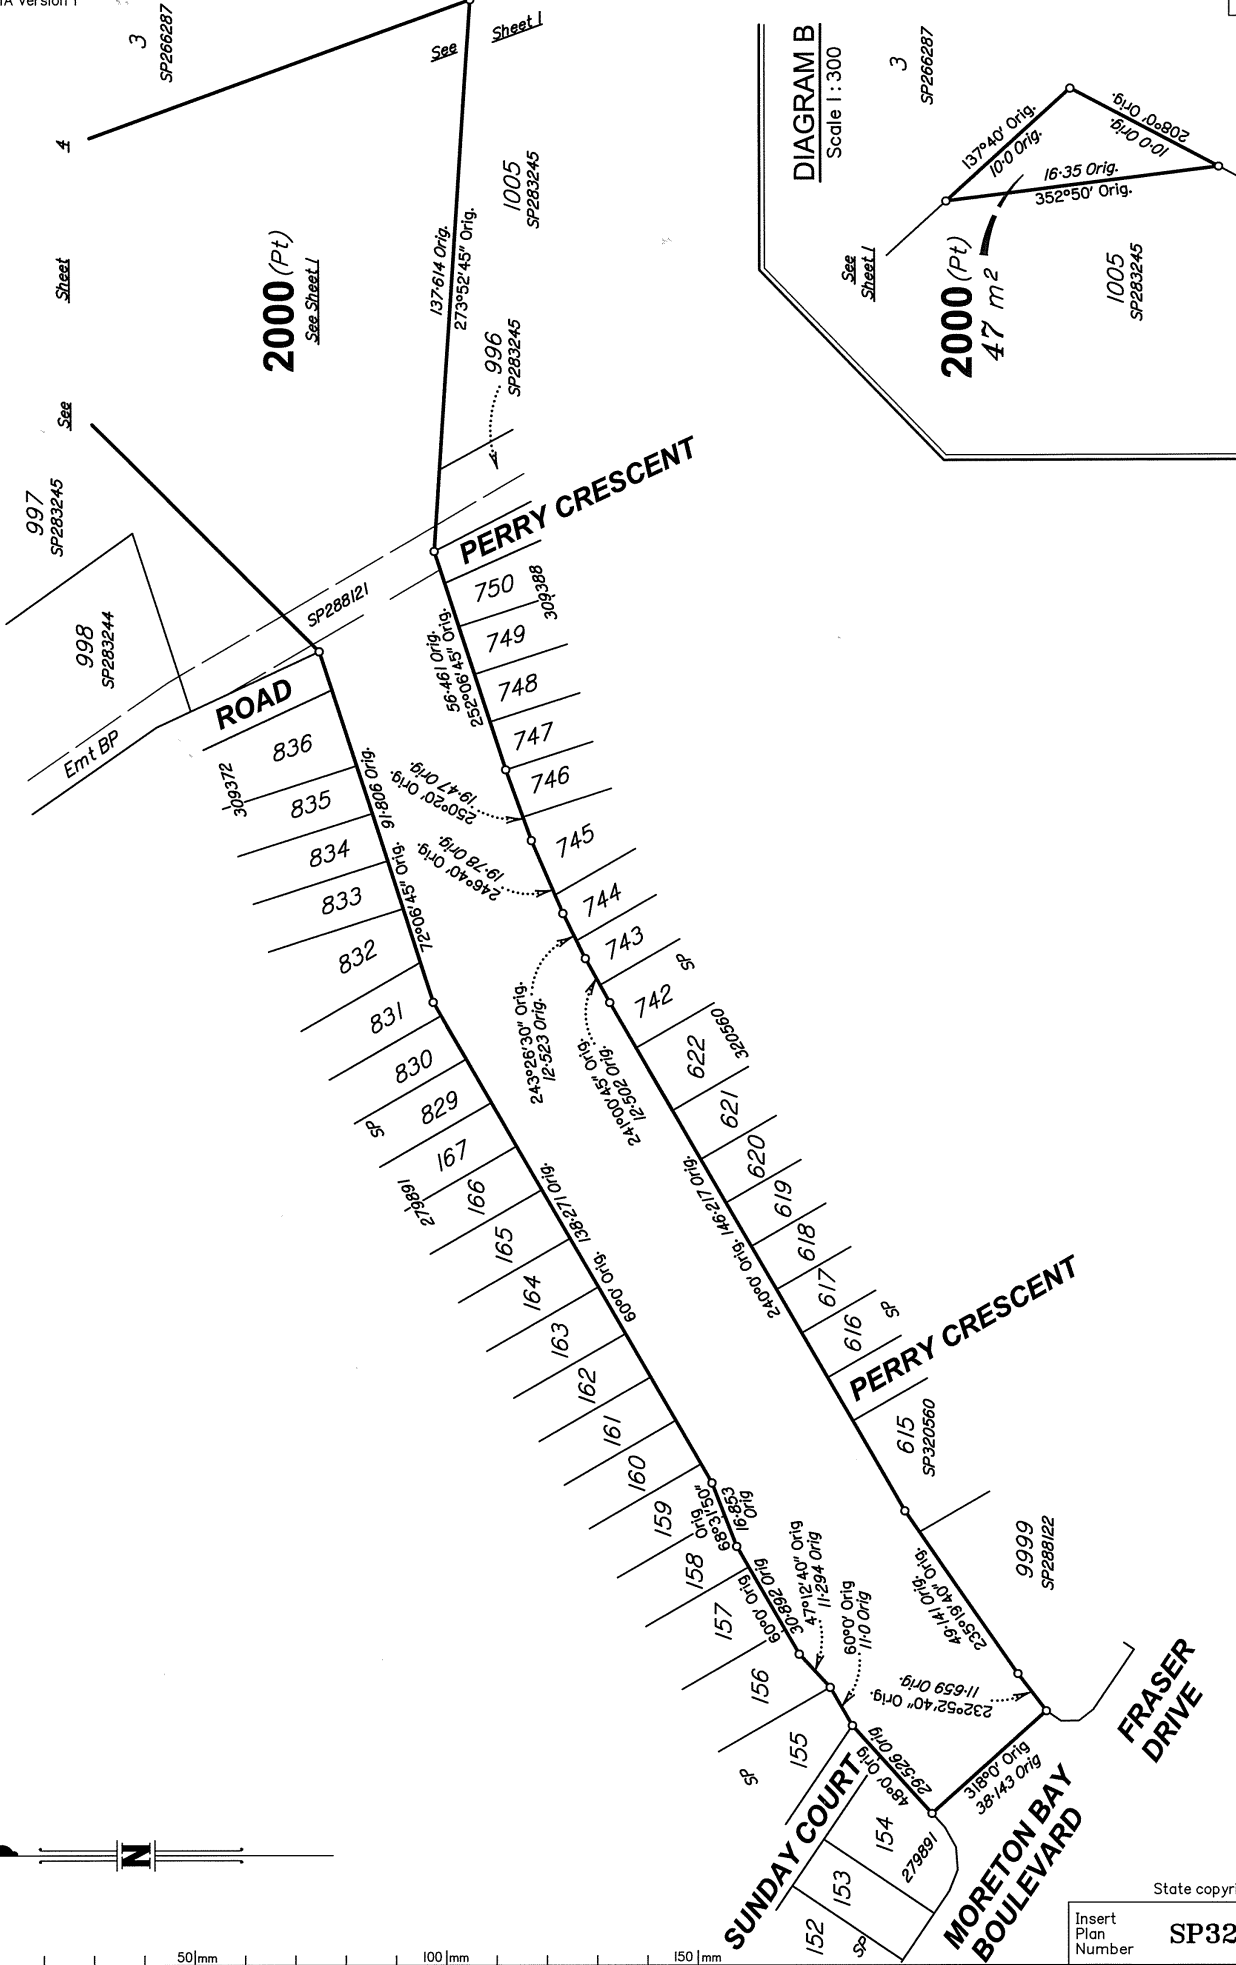 3
SP266287
See
Sheet 1
See Sheet 4
2000 (Pt)
See Sheet 1
137·614 Orig.
273°52'45" Orig.
1005
SP283245
996
SP283245
997
SP283245
998
SP283244
Emt BP
SP288121
ROAD
PERRY CRESCENT
DIAGRAM B
Scale 1 : 300
3
SP266287
137°40' Orig.
10·0 Orig.
208°0' Orig.
10·0 Orig.
16·35 Orig.
352°50' Orig.
See
Sheet 1
2000 (Pt)
47 m²
1005
SP283245
836
309372
835
834
833
832
831
830
829
SP
167
279891
166
165
164
163
162
161
160
159
158
157
156
155
SP
91·806 Orig.
72°06'45" Orig.
138·271 Orig.
60°0' Orig.
750
309388
749
748
747
746
745
744
743
SP
742
622
320560
621
620
619
618
617
616
SP
56·461 Orig.
252°06'45" Orig.
250°20' Orig.
19·47 Orig.
246°40' Orig.
19·78 Orig.
243°26'30" Orig.
12·523 Orig.
241°00'45" Orig.
12·502 Orig.
240°0' Orig.
146·217 Orig.
PERRY CRESCENT
615
SP320560
9999
SP288122
68°31'50" Orig
16·853 Orig
60°0' Orig
30·892 Orig
47°12'40" Orig
11·294 Orig
60°0' Orig
11·0 Orig
49·141 Orig.
235°19'40" Orig.
232°52'40" Orig.
11·659 Orig.
48°0' Orig
29·526 Orig
318°0' Orig
38·143 Orig
FRASER
DRIVE
SUNDAY COURT
154
279891
153
152
SP
MORETON BAY
BOULEVARD
N
50 mm
100 mm
150 mm
State copyri
Insert
Plan
Number
SP32